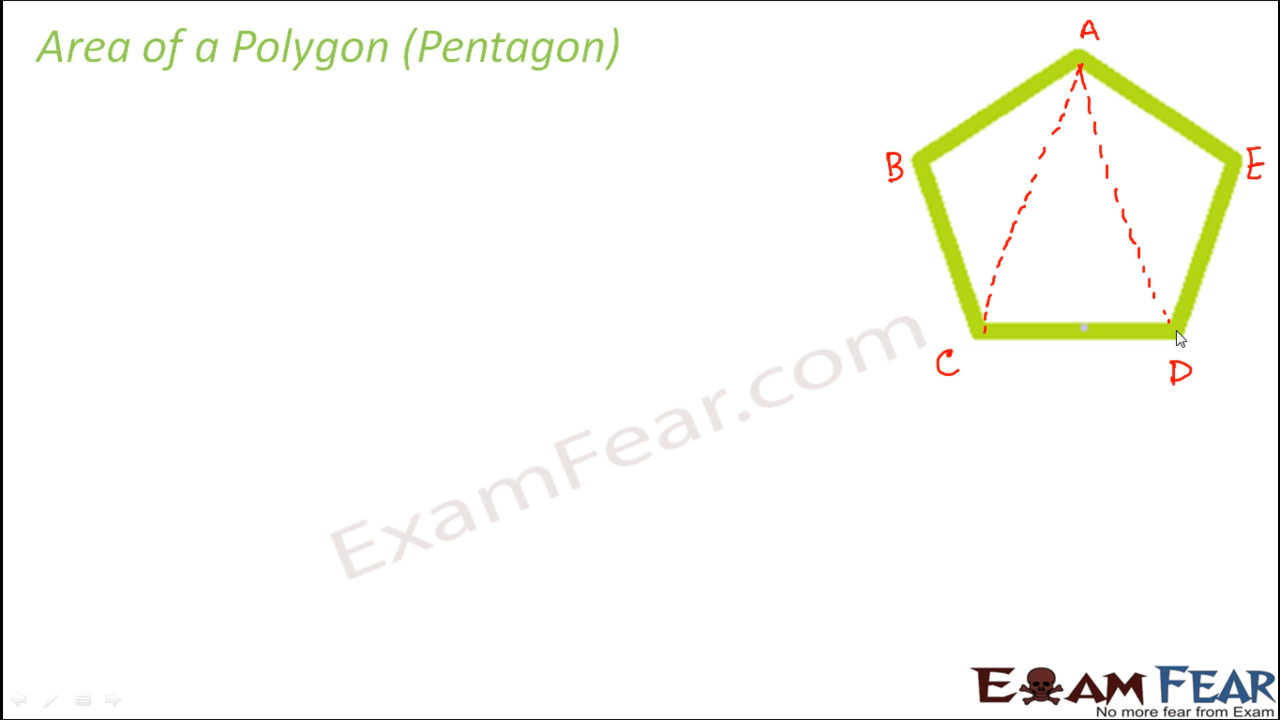 Area of a Polygon (Pentagon)
A
B
E
C
D
ExamFear.com
EXAM FEAR
No more fear from Exam